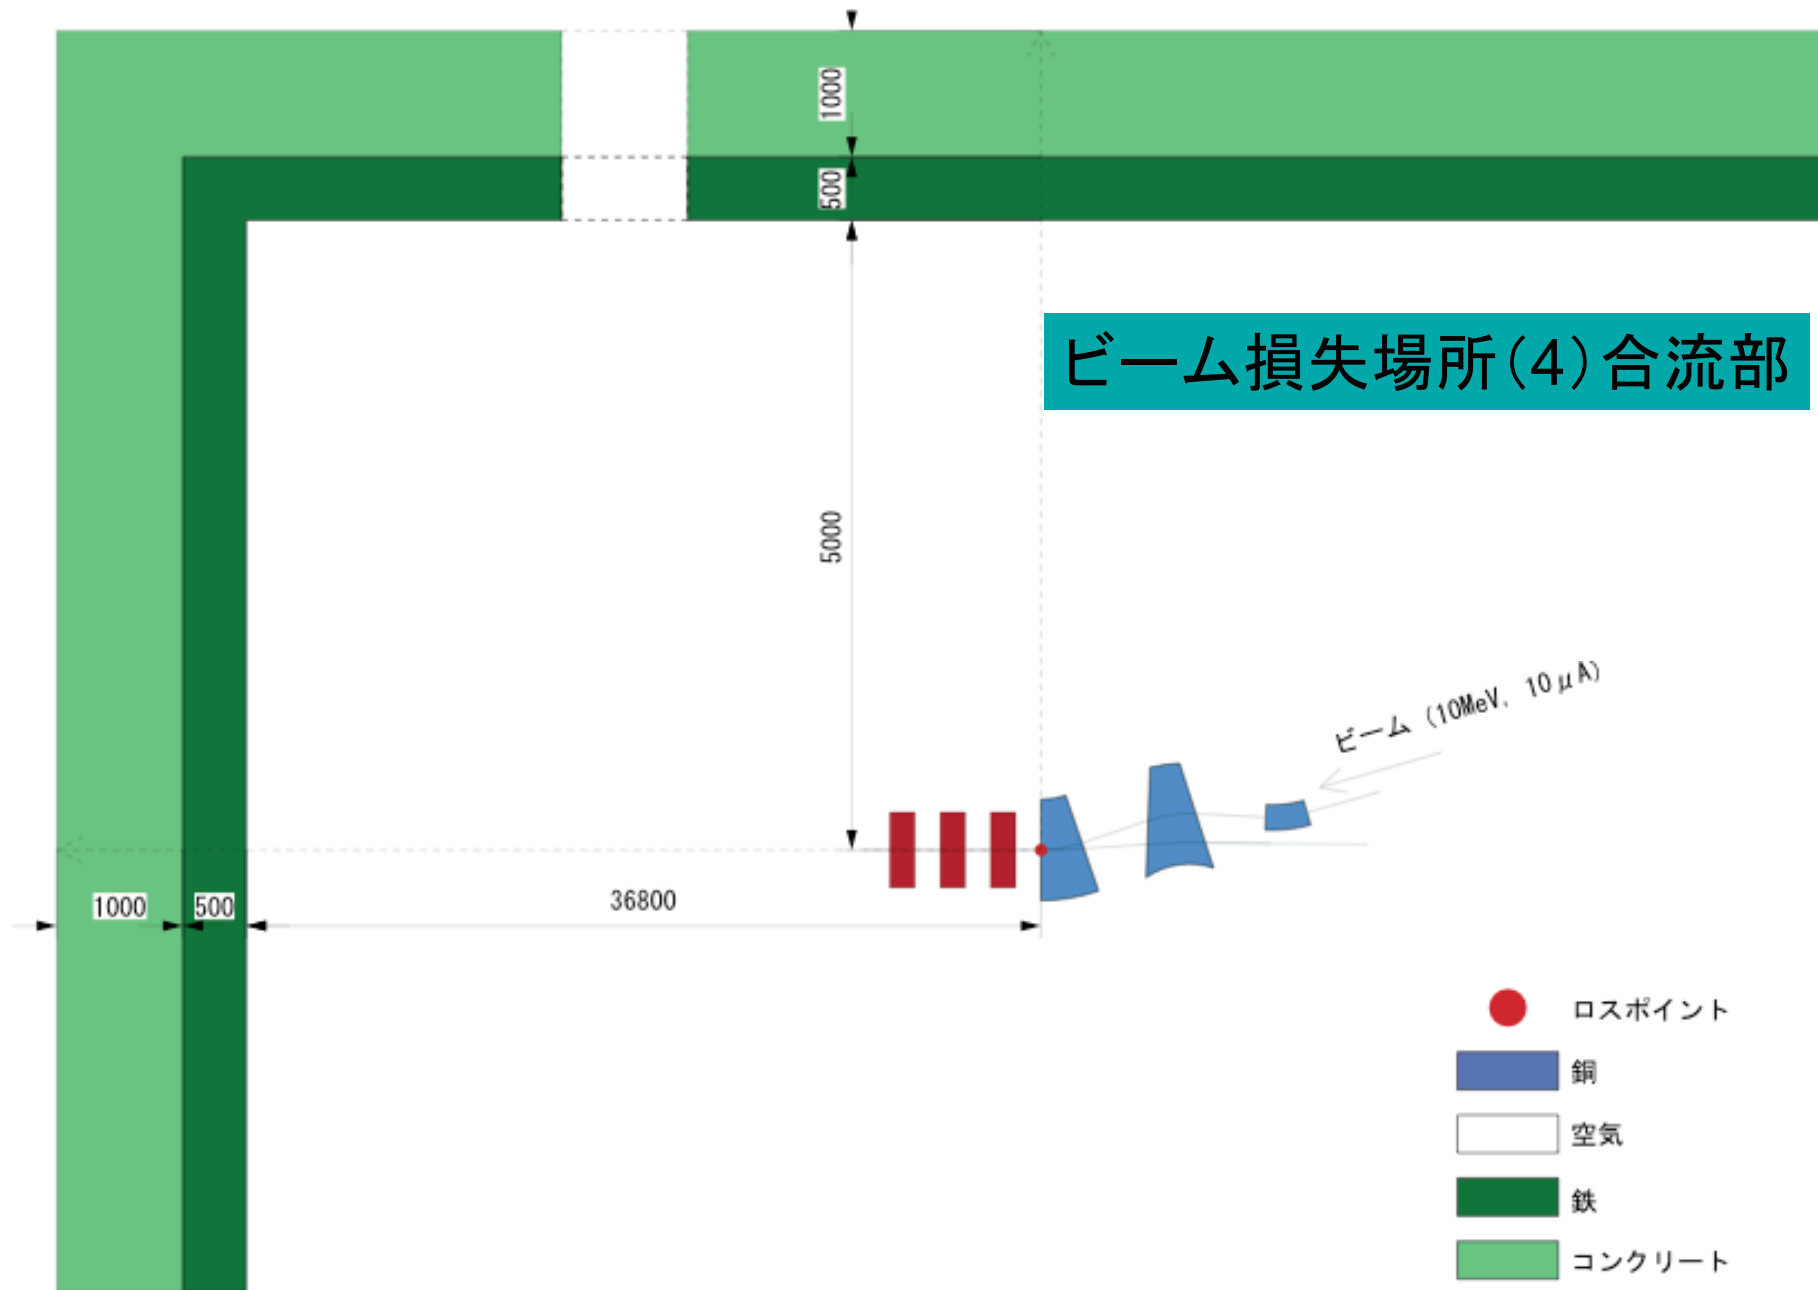 1000
500
ビーム損失場所(4)合流部
5000
ビーム (10MeV, 10μA)
1000
500
36800
ロスポイント
銅
空気
鉄
コンクリート